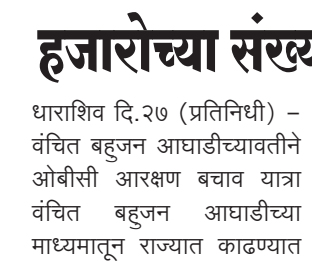 हजारोच्या संख्य
धाराशिव दि.२७ (प्रतिनिधी) –
वंचित बहुजन आघाडीच्यावतीने
ओबीसी आरक्षण बचाव यात्रा
वंचित बहुजन आघाडीच्या
माध्यमातून राज्यात काढण्यात